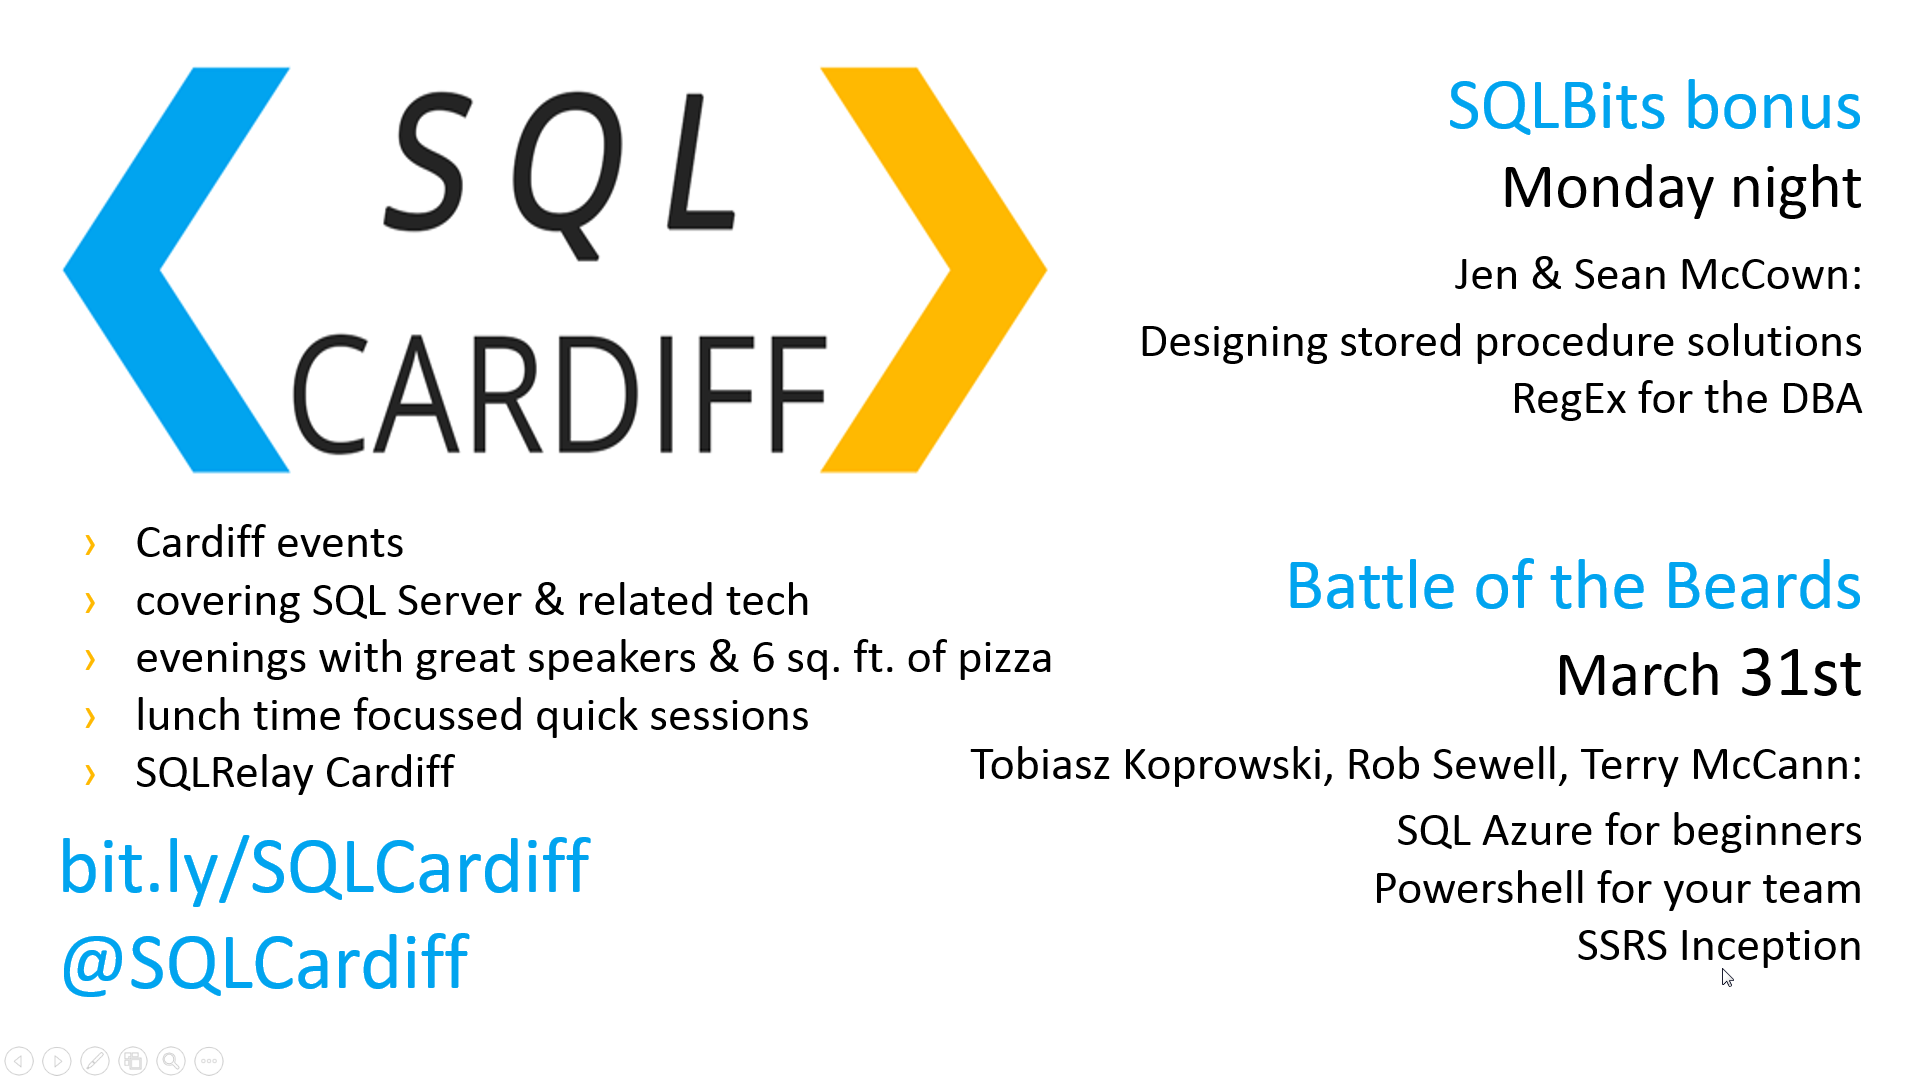 SQL
CARDIFF
› Cardiff events
› covering SQL Server & related tech
› evenings with great speakers & 6 sq. ft. of pizza
› lunch time focussed quick sessions
› SQLRelay Cardiff
bit.ly/SQLCardiff
@SQLCardiff
SQLBits bonus
Monday night
Jen & Sean McCown:
Designing stored procedure solutions
RegEx for the DBA
Battle of the Beards
March 31st
Tobiasz Koprowski, Rob Sewell, Terry McCann:
SQL Azure for beginners
Powershell for your team
SSRS Inception